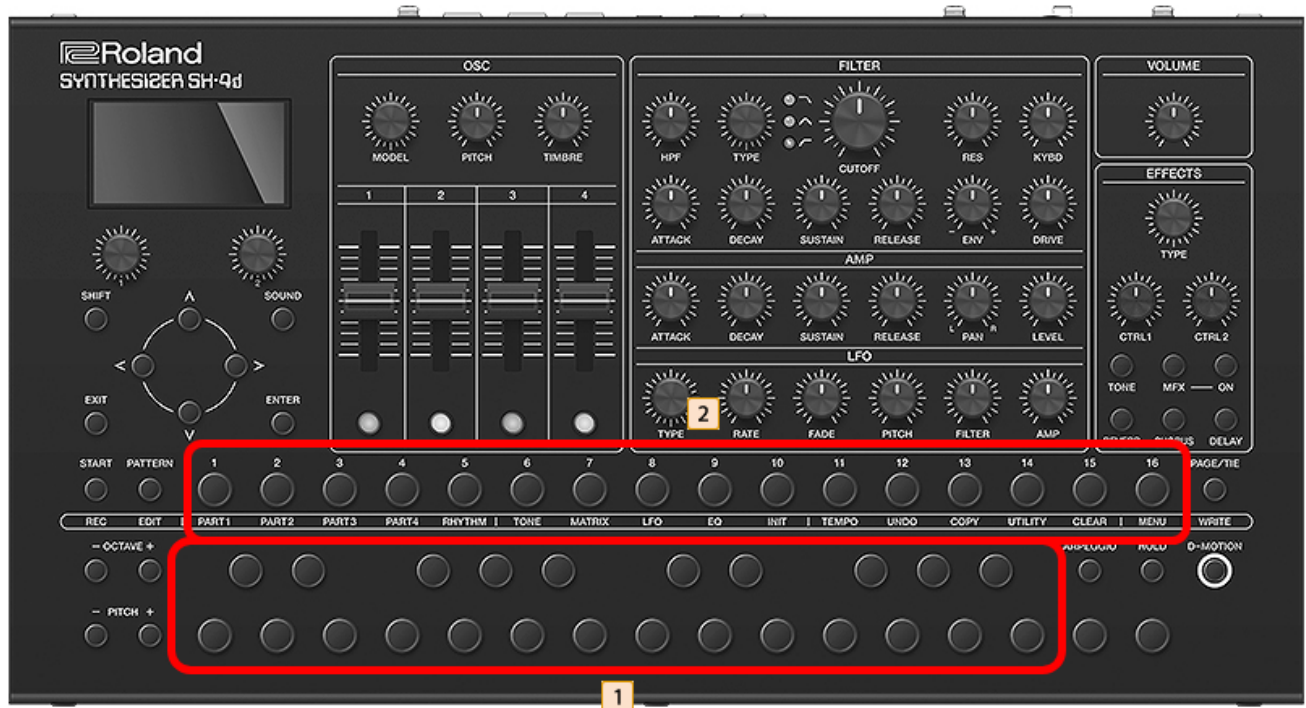 Roland
SYNTHESIZER SH-4d
OSC
MODEL PITCH TIMBRE
1 2 3 4
FILTER
HPF TYPE CUTOFF RES KYBD
ATTACK DECAY SUSTAIN RELEASE - ENV + DRIVE
AMP
ATTACK DECAY SUSTAIN RELEASE L PAN R LEVEL
LFO
TYPE RATE FADE PITCH FILTER AMP
VOLUME
EFFECTS
TYPE
CTRL1 CTRL2
TONE MFX ON
DELAY
1 2
SHIFT SOUND
EXIT ENTER
2
START PATTERN 1 2 3 4 5 6 7 8 9 10 11 12 13 14 15 16 PAGE/TIE
REC EDIT PART1 PART2 PART3 PART4 RHYTHM TONE MATRIX LFO EQ INIT TEMPO UNDO COPY UTILITY CLEAR MENU WRITE
- OCTAVE + HOLD D-MOTION
- PITCH +
1